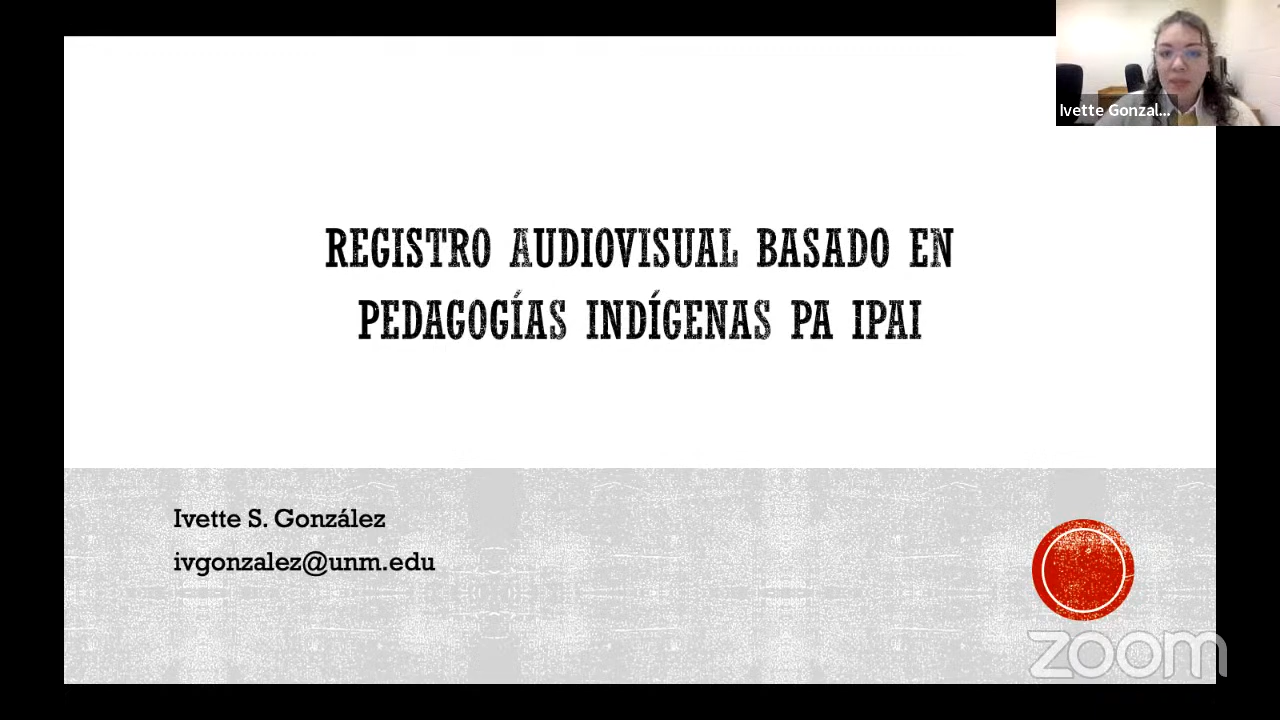 Ivette Gonzal...
REGISTRO AUDIOVISUAL BASADO EN
PEDAGOGÍAS INDÍGENAS PA IPAI
Ivette S. González
ivgonzalez@unm.edu
zoom